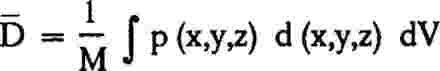 D̄ = 1/M ∫ p (x,y,z) d (x,y,z) dV